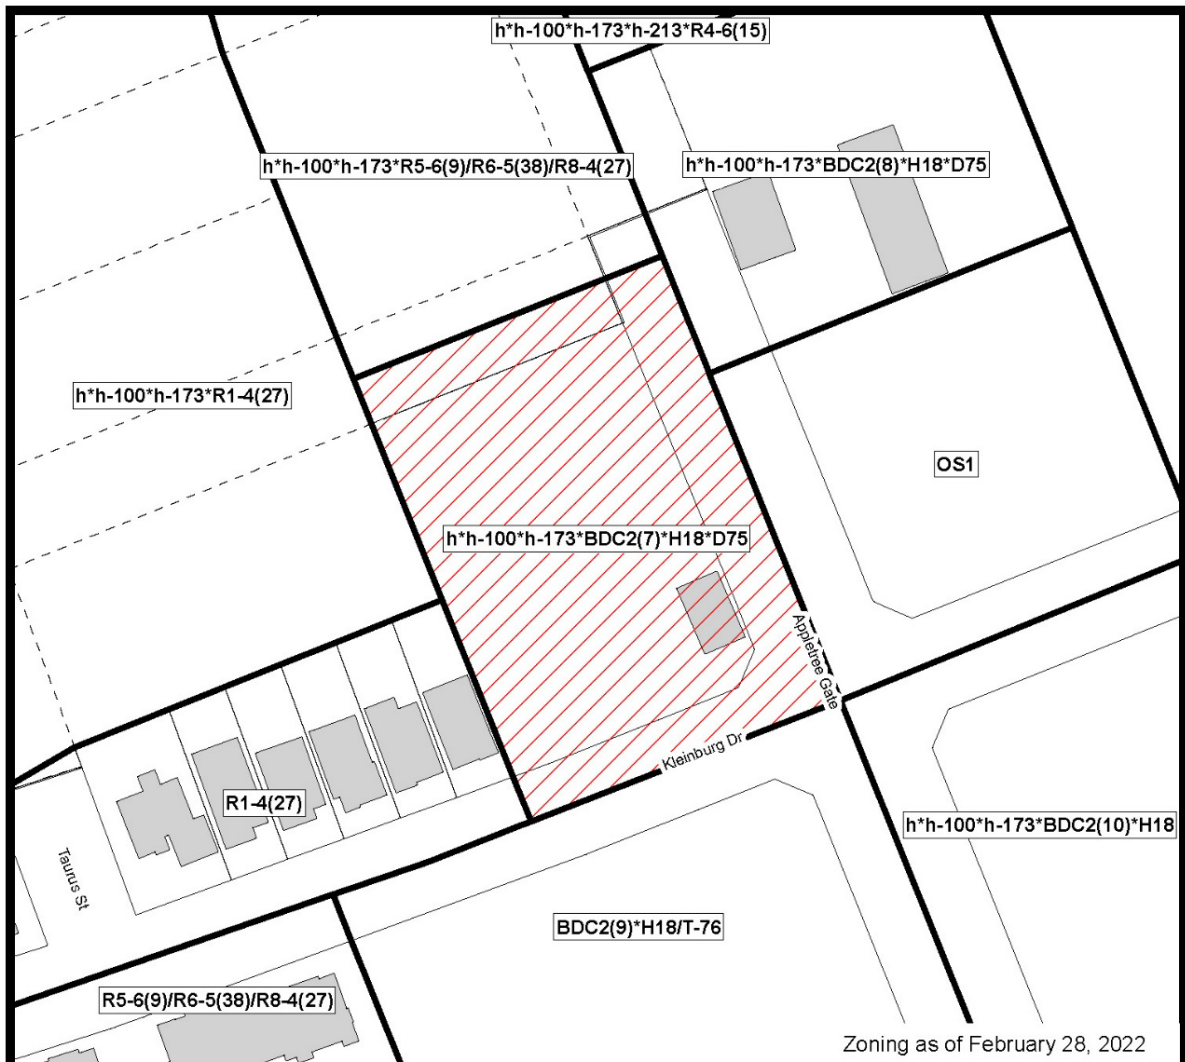 h*h-100*h-173*h-213*R4-6(15)
h*h-100*h-173*R5-6(9)/R6-5(38)/R8-4(27)
h*h-100*h-173*BDC2(8)*H18*D75
h*h-100*h-173*R1-4(27)
OS1
h*h-100*h-173*BDC2(7)*H18*D75
Appletree Gate
Kleinburg Dr
R1-4(27)
h*h-100*h-173*BDC2(10)*H18
Taurus St
BDC2(9)*H18/T-76
R5-6(9)/R6-5(38)/R8-4(27)
Zoning as of February 28, 2022